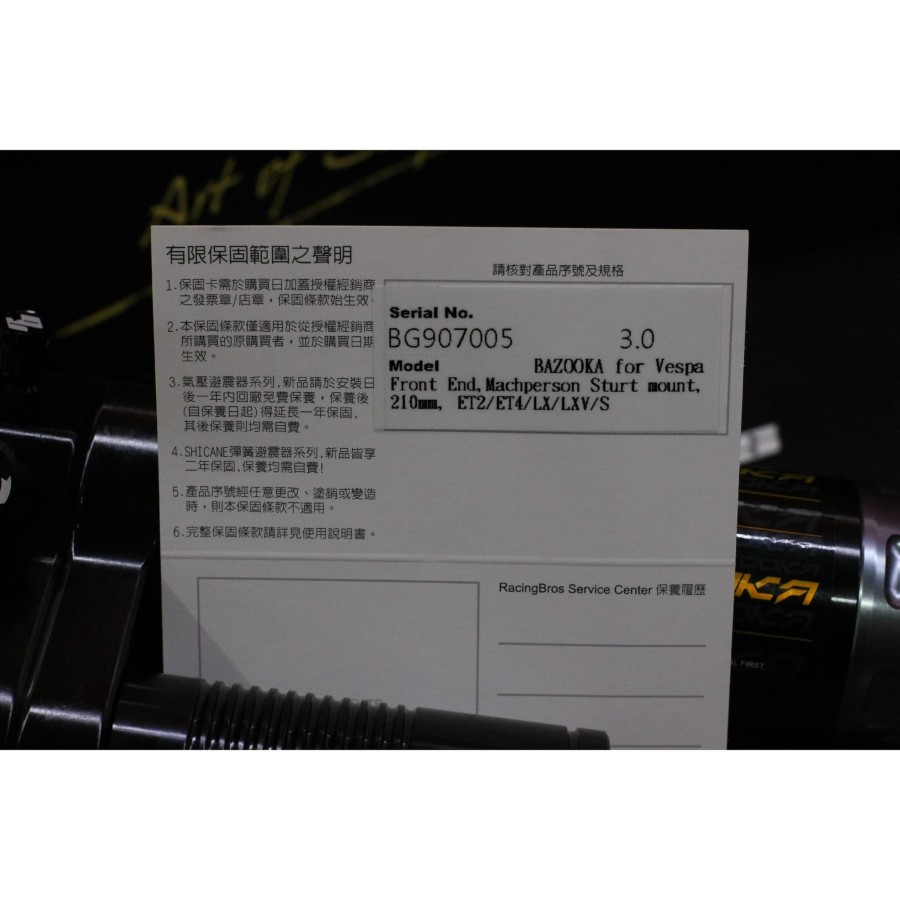 Art of
有限保固範圍之聲明
1.保固卡需於購買日加蓋授權經銷商
之發票章/店章，保固條款始生效
2.本保固條款僅適用於從授權經銷商
所購買的原購買者，並於購買日期
生效。
3.氣壓避震器系列,新品請於安裝日
後一年內回廠免費保養，保養後
(自保養日起)得延長一年保固,
其後保養則均需自費。
4.SHICANE彈簧避震器系列,新品皆享
二年保固,保養均需自費!
5.產品序號經任意更改、塗銷或變造
時，則本保固條款不適用。
6.完整保固條款請詳見使用說明書。
請核對產品序號及規格
Serial No.
BG907005 3.0
Model BAZOOKA for Vespa
Front End,Machperson Sturt mount,
210mm, ET2/ET4/LX/LXV/S
RacingBros Service Center 保養履歷
OKA
FIRST.